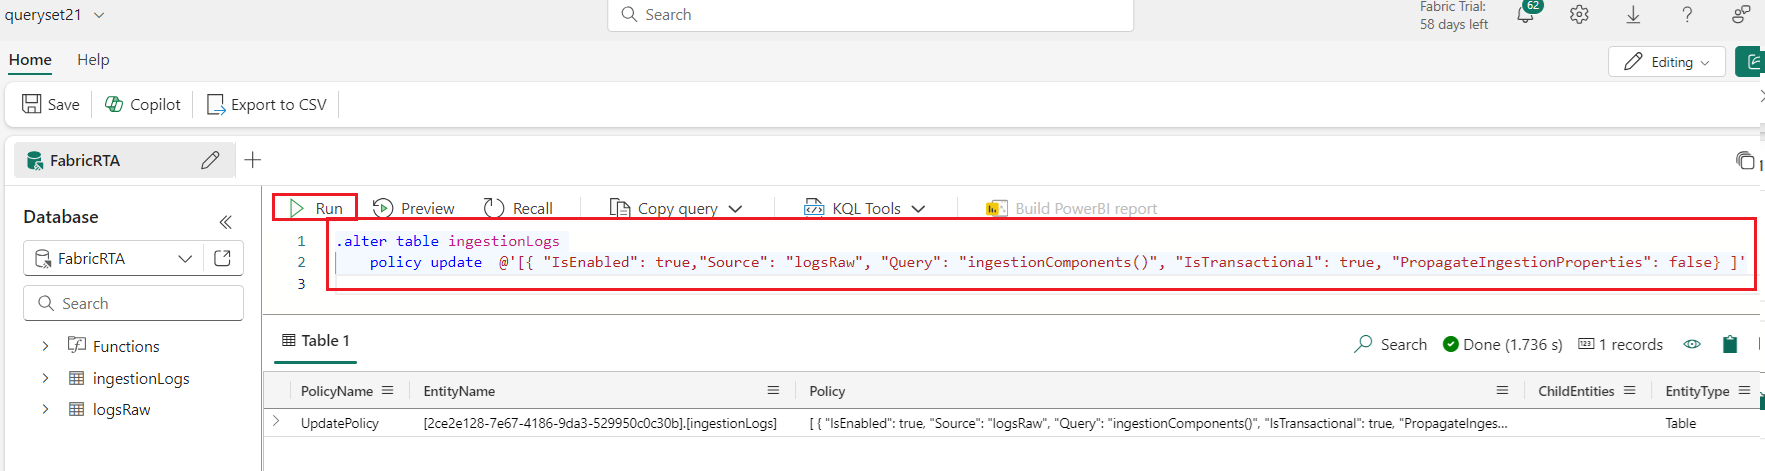 queryset21
Search
Fabric Trial:
58 days left
62
Home
Help
Editing
Save
Copilot
Export to CSV
FabricRTA
1
Database
FabricRTA
Search
Functions
ingestionLogs
logsRaw
Run
Preview
Recall
Copy query
KQL Tools
Build PowerBI report
1 .alter table ingestionLogs
2 policy update @'[{ "IsEnabled": true,"Source": "logsRaw", "Query": "ingestionComponents()", "IsTransactional": true, "PropagateIngestionProperties": false} ]'
3
Table 1
Search
Done (1.736 s)
123
1 records
PolicyName
EntityName
Policy
ChildEntities
EntityType
UpdatePolicy
[2ce2e128-7e67-4186-9da3-529950c0c30b].[ingestionLogs]
[ { "IsEnabled": true, "Source": "logsRaw", "Query": "ingestionComponents()", "IsTransactional": true, "PropagateInges...
Table